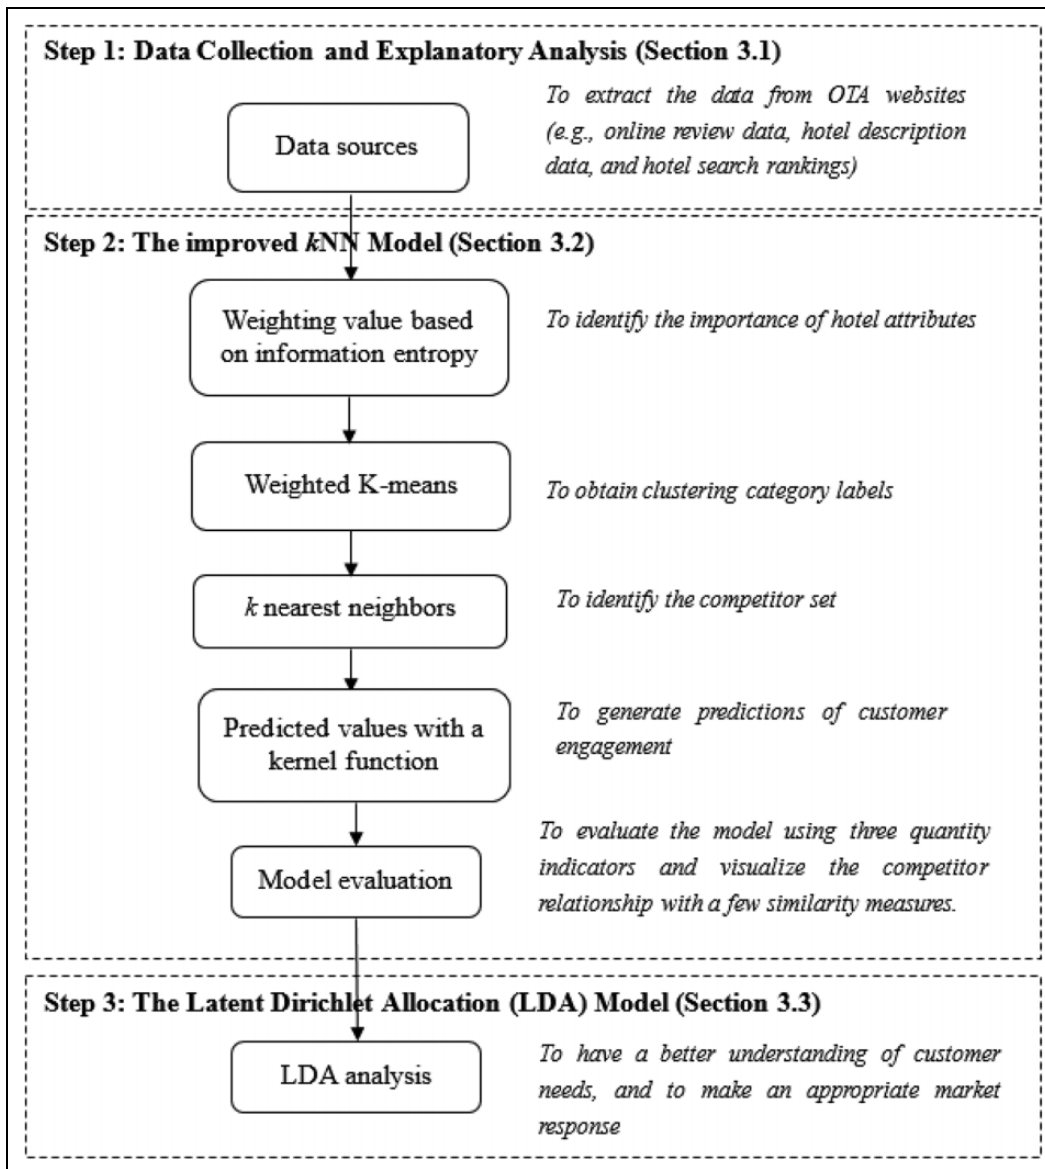 Step 1: Data Collection and Explanatory Analysis (Section 3.1)
Data sources
To extract the data from OTA websites
(e.g., online review data, hotel description
data, and hotel search rankings)
Step 2: The improved kNN Model (Section 3.2)
Weighting value based
on information entropy
To identify the importance of hotel attributes
Weighted K-means
To obtain clustering category labels
k nearest neighbors
To identify the competitor set
Predicted values with a
kernel function
To generate predictions of customer
engagement
Model evaluation
To evaluate the model using three quantity
indicators and visualize the competitor
relationship with a few similarity measures.
Step 3: The Latent Dirichlet Allocation (LDA) Model (Section 3.3)
LDA analysis
To have a better understanding of customer
needs, and to make an appropriate market
response